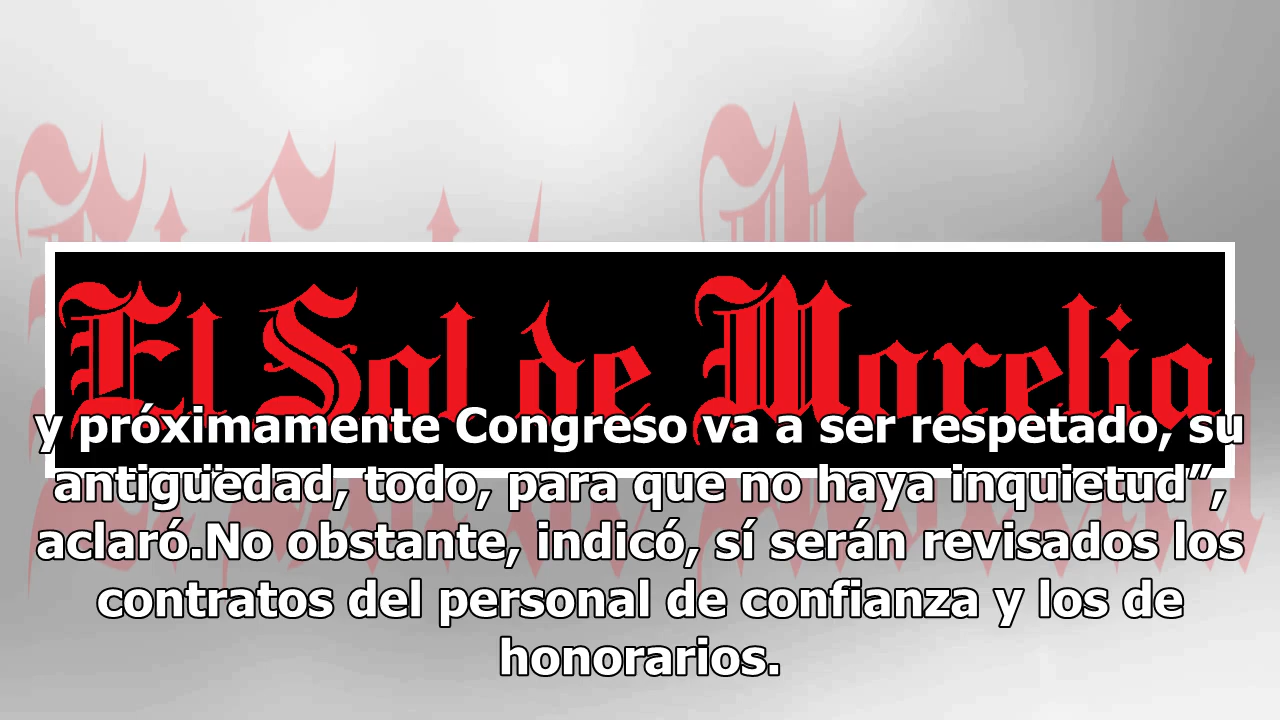 El Sol de Morelia
y próximamente Congreso va a ser respetado, su
antigüedad, todo, para que no haya inquietud”,
aclaró.No obstante, indicó, sí serán revisados los
contratos del personal de confianza y los de
honorarios.